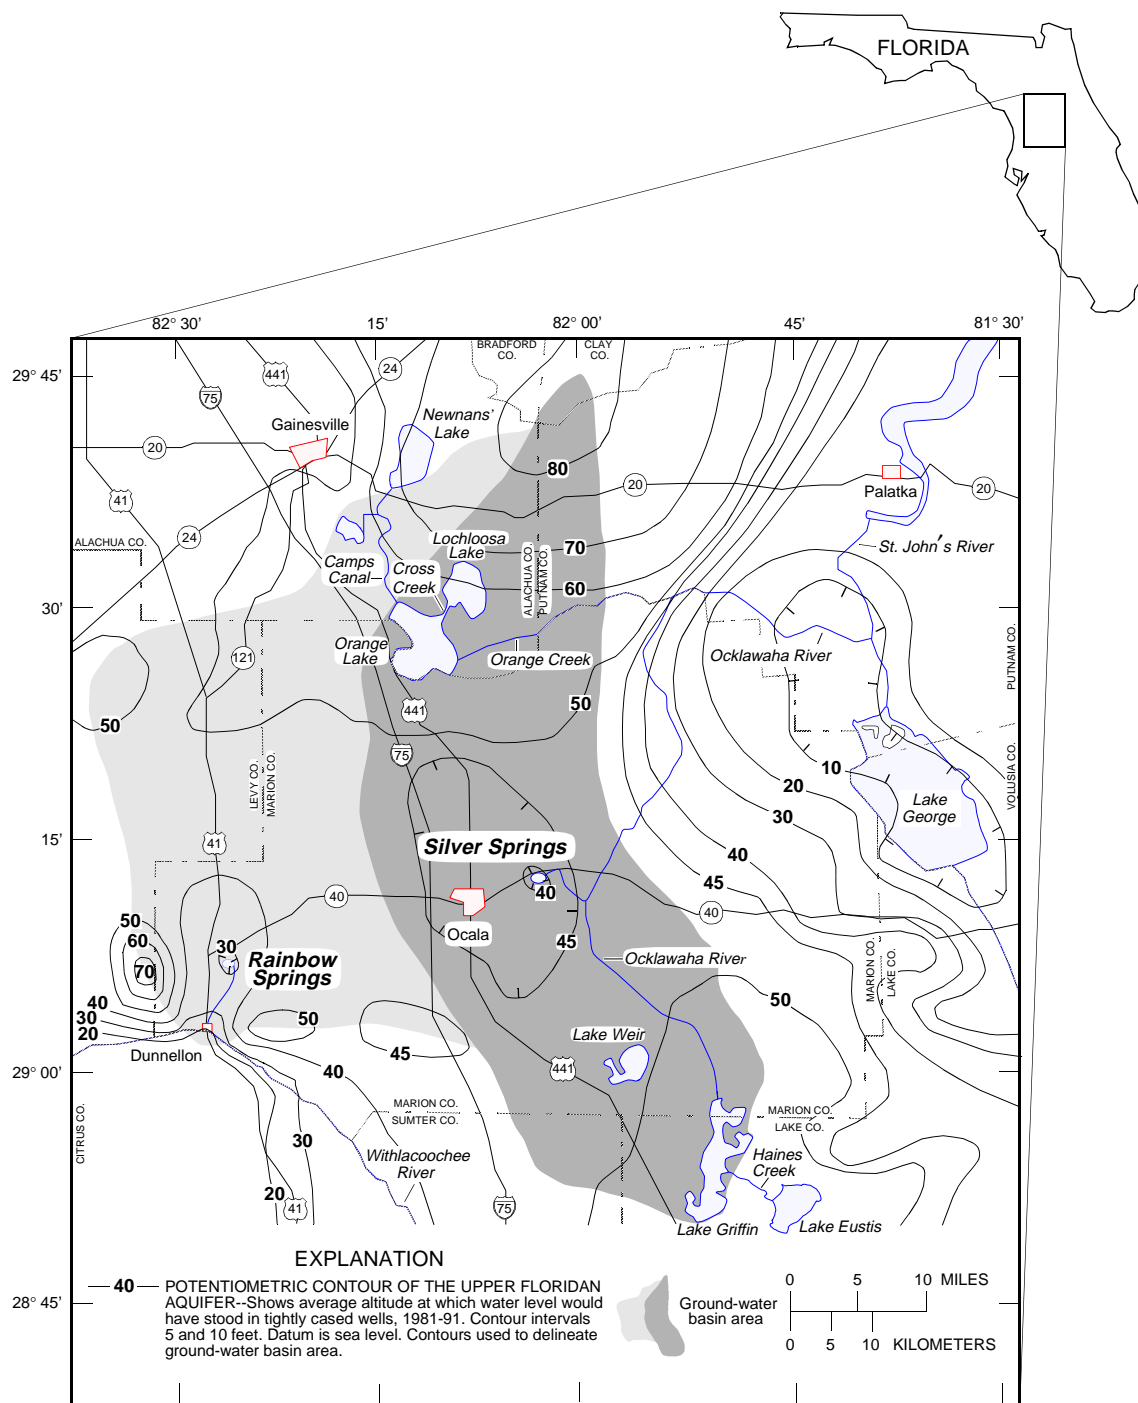 FLORIDA
82° 30'
15'
82° 00'
45'
81° 30'
29° 45'
30'
15'
29° 00'
28° 45'
BRADFORD
CO.
CLAY
CO.
441
24
75
Gainesville
Newnans'
Lake
20
80
20
Palatka
20
41
24
ALACHUA CO.
Lochloosa
Lake
70
St. John's River
Camps
Canal
Cross
Creek
ALACHUA CO.
PUTNAM CO.
60
Orange
Lake
121
Orange Creek
Ocklawaha River
PUTNAM CO.
50
441
50
75
LEVY CO.
MARION CO.
10
20
30
Lake
George
VOLUSIA CO.
41
Silver Springs
40
45
40
40
40
50
60
70
30
Rainbow
Springs
Ocala
45
Ocklawaha River
MARION CO.
LAKE CO.
40
30
20
50
45
50
Dunnellon
40
Lake Weir
441
CITRUS CO.
MARION CO.
SUMTER CO.
MARION CO.
LAKE CO.
30
Withlacoochee
River
Haines
Creek
20
41
75
Lake Griffin
Lake Eustis
EXPLANATION
40
POTENTIOMETRIC CONTOUR OF THE UPPER FLORIDAN
AQUIFER--Shows average altitude at which water level would
have stood in tightly cased wells, 1981-91. Contour intervals
5 and 10 feet. Datum is sea level. Contours used to delineate
ground-water basin area.
Ground-water
basin area
0 5 10 MILES
0 5 10 KILOMETERS